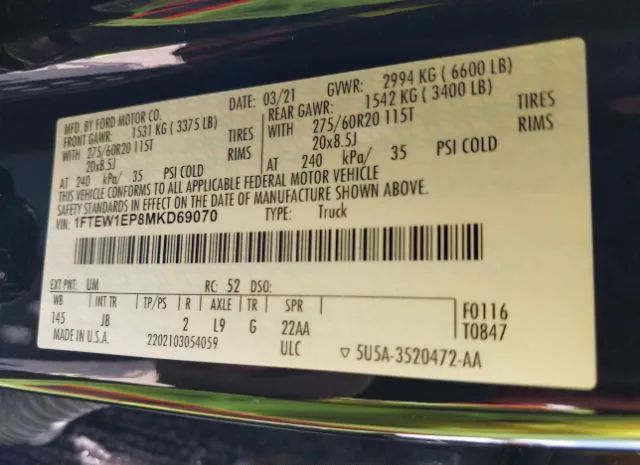 MFD. BY FORD MOTOR CO. DATE: 03/21 GVWR: 2994 KG ( 6600 LB)
FRONT GAWR: 1531 KG ( 3375 LB) REAR GAWR: 1542 KG ( 3400 LB)
WITH 275/60R20 115T TIRES WITH 275/60R20 115T TIRES
20x8.5J RIMS 20x8.5J RIMS
AT 240 kPa/ 35 PSI COLD AT 240 kPa/ 35 PSI COLD
THIS VEHICLE CONFORMS TO ALL APPLICABLE FEDERAL MOTOR VEHICLE
SAFETY STANDARDS IN EFFECT ON THE DATE OF MANUFACTURE SHOWN ABOVE.
VIN: 1FTEW1EP8MKD69070 TYPE: Truck
EXT PNT: UM RC: 52 DSO:
WB INT TR TP/PS R AXLE TR SPR F0116
145 JB 2 L9 G 22AA T0847
MADE IN U.S.A. 2202103054059 ULC ▽ 5U5A-3520472-AA